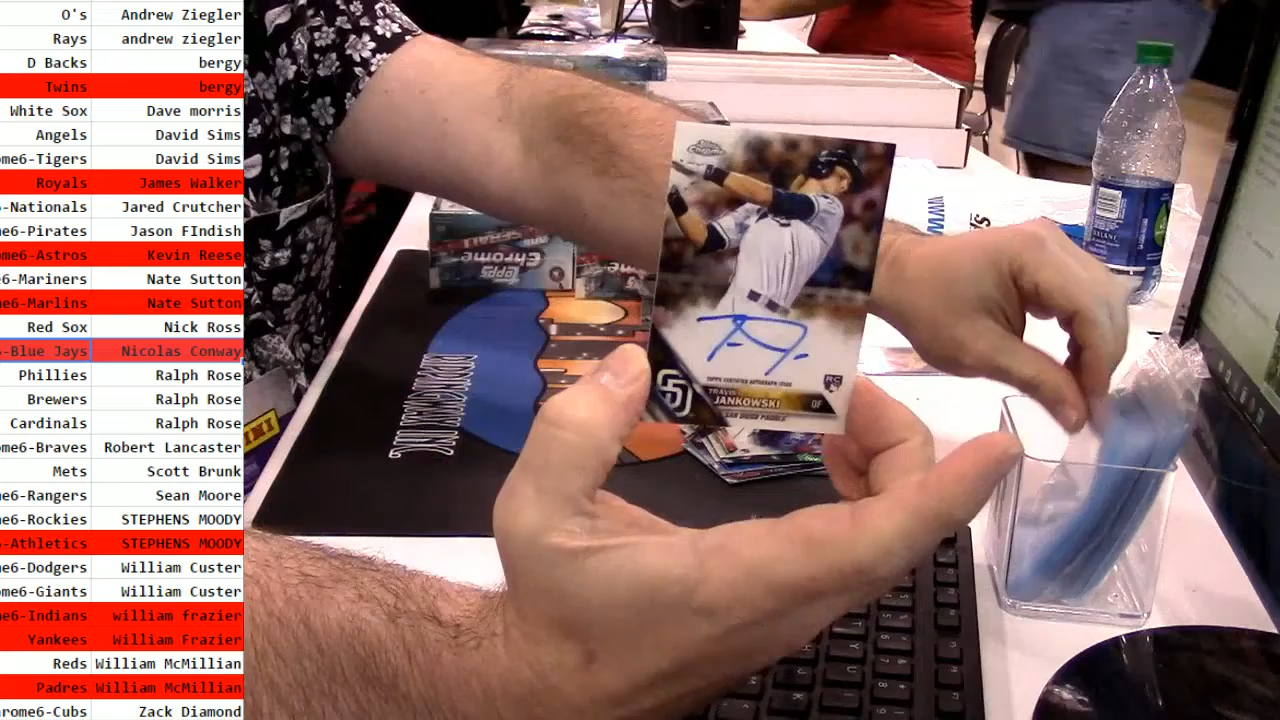 O's Andrew Ziegler
Rays andrew ziegler
D Backs bergy
Twins bergy
White Sox Dave morris
Angels David Sims
ome6-Tigers David Sims
Royals James Walker
-Nationals Jared Crutcher
me6-Pirates Jason FIndish
ome6-Astros Kevin Reese
e6-Mariners Nate Sutton
ome6-Marlins Nate Sutton
Red Sox Nick Ross
-Blue Jays Nicolas Conway
Phillies Ralph Rose
Brewers Ralph Rose
Cardinals Ralph Rose
ome6-Braves Robert Lancaster
Mets Scott Brunk
me6-Rangers Sean Moore
me6-Rockies STEPHENS MOODY
-Athletics STEPHENS MOODY
me6-Dodgers William Custer
ome6-Giants William Custer
me6-Indians william frazier
Yankees William Frazier
Reds William McMillian
Padres William McMillian
rome6-Cubs Zack Diamond
Chrome
TOPPS CERTIFIED AUTOGRAPH ISSUE
RC
SD
TRAVIS
JANKOWSKI OF
SAN DIEGO PADRES
Topps
Chrome